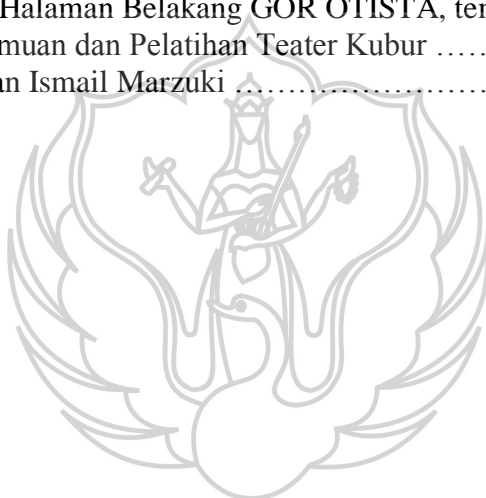 Halaman Belakang GOR OTISTA, ten
muan dan Pelatihan Teater Kubur …..
an Ismail Marzuki ……………………